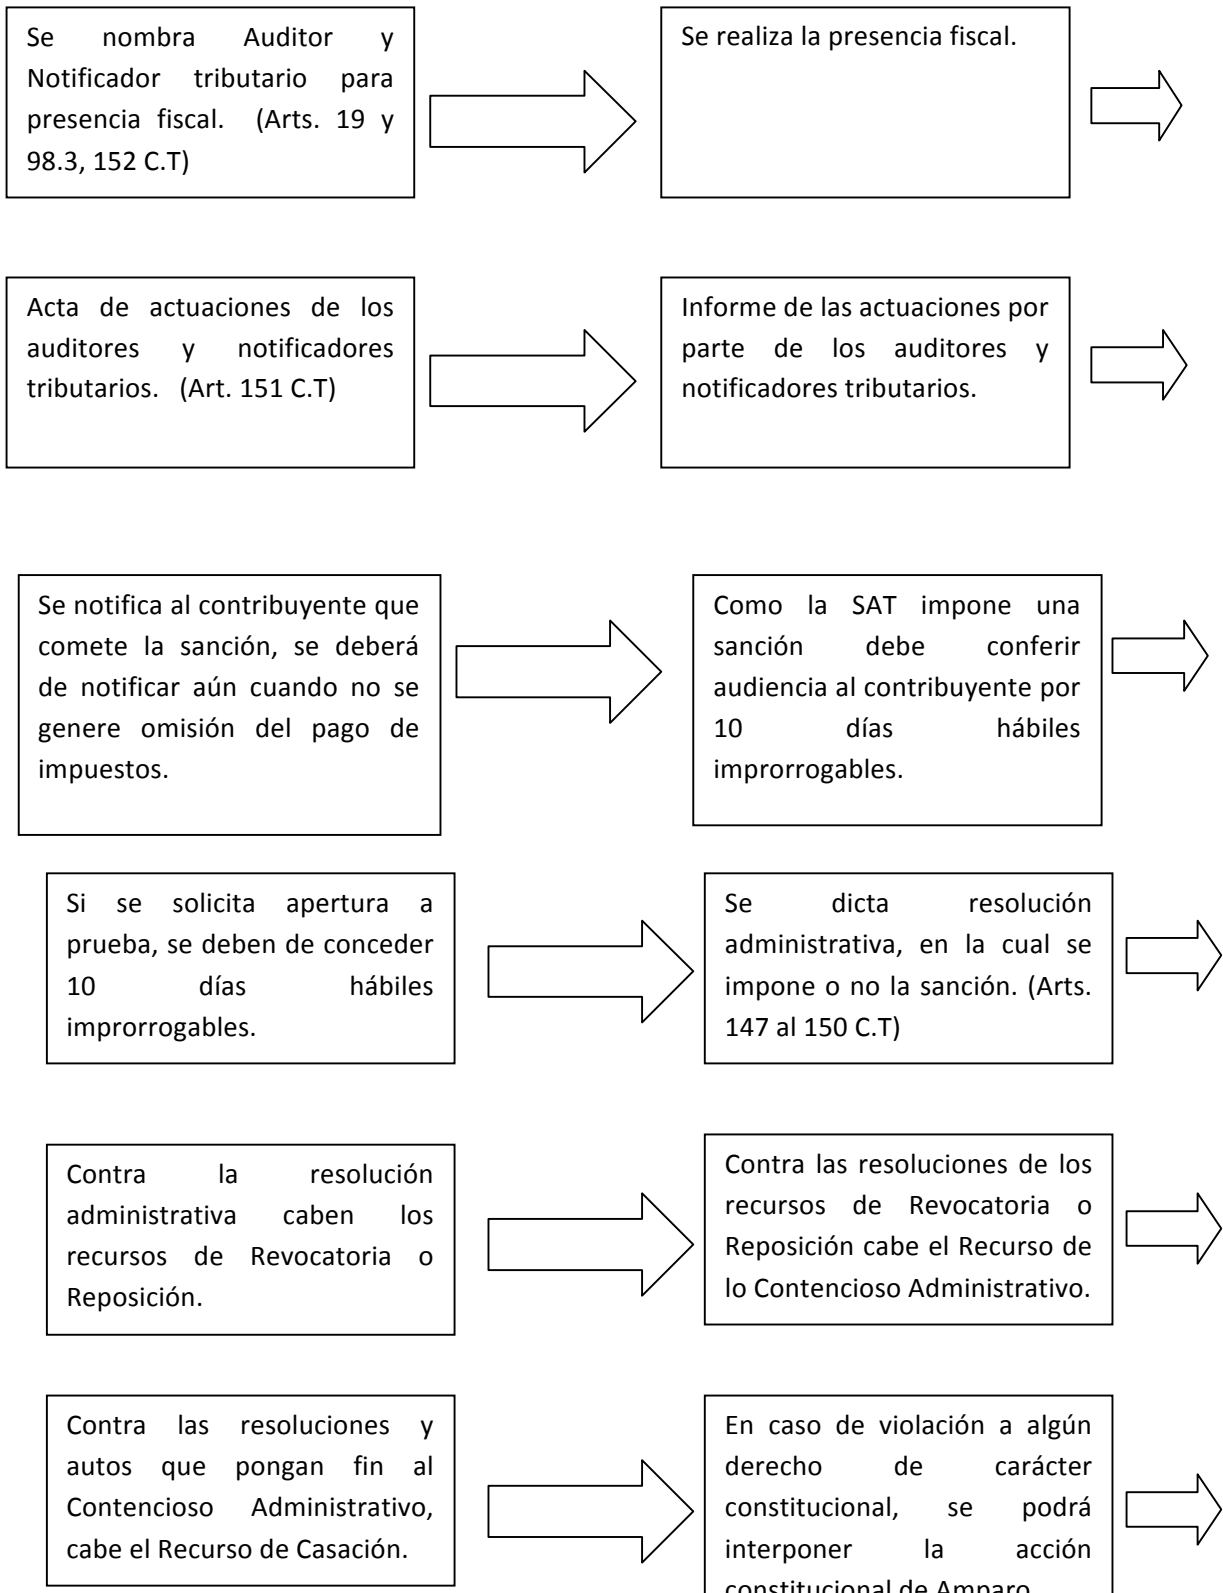 Se nombra Auditor y
Notificador tributario para
presencia fiscal. (Arts. 19 y
98.3, 152 C.T)
Se realiza la presencia fiscal.
Acta de actuaciones de los
auditores y notificadores
tributarios. (Art. 151 C.T)
Informe de las actuaciones por
parte de los auditores y
notificadores tributarios.
Se notifica al contribuyente que
comete la sanción, se deberá
de notificar aún cuando no se
genere omisión del pago de
impuestos.
Como la SAT impone una
sanción debe conferir
audiencia al contribuyente por
10 días hábiles
improrrogables.
Si se solicita apertura a
prueba, se deben de conceder
10 días hábiles
improrrogables.
Se dicta resolución
administrativa, en la cual se
impone o no la sanción. (Arts.
147 al 150 C.T)
Contra la resolución
administrativa caben los
recursos de Revocatoria o
Reposición.
Contra las resoluciones de los
recursos de Revocatoria o
Reposición cabe el Recurso de
lo Contencioso Administrativo.
Contra las resoluciones y
autos que pongan fin al
Contencioso Administrativo,
cabe el Recurso de Casación.
En caso de violación a algún
derecho de carácter
constitucional, se podrá
interponer la acción
constitucional de Amparo